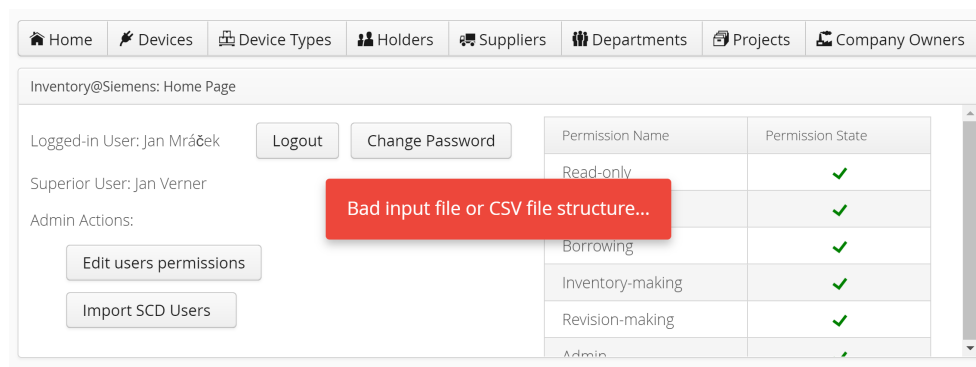 Home Devices Device Types Holders Suppliers Departments Projects Company Owners
Inventory@Siemens: Home Page
Logged-in User: Jan Mráček Logout Change Password
Superior User: Jan Verner
Admin Actions:
Edit users permissions
Import SCD Users
Bad input file or CSV file structure...
Permission Name Permission State
Read-only
Borrowing
Inventory-making
Revision-making
Admin